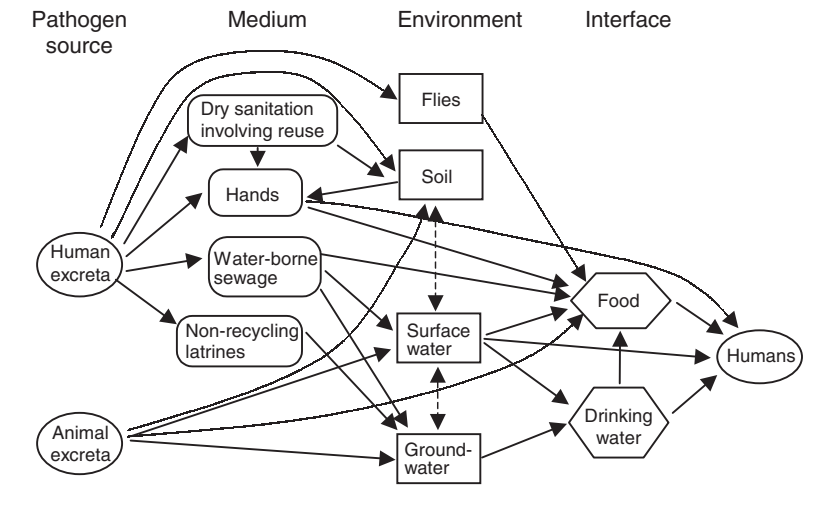 Pathogen
source
Medium
Environment
Interface
Flies
Dry sanitation
involving reuse
Soil
Hands
Human
excreta
Water-borne
sewage
Food
Non-recycling
latrines
Surface
water
Humans
Animal
excreta
Drinking
water
Ground-
water